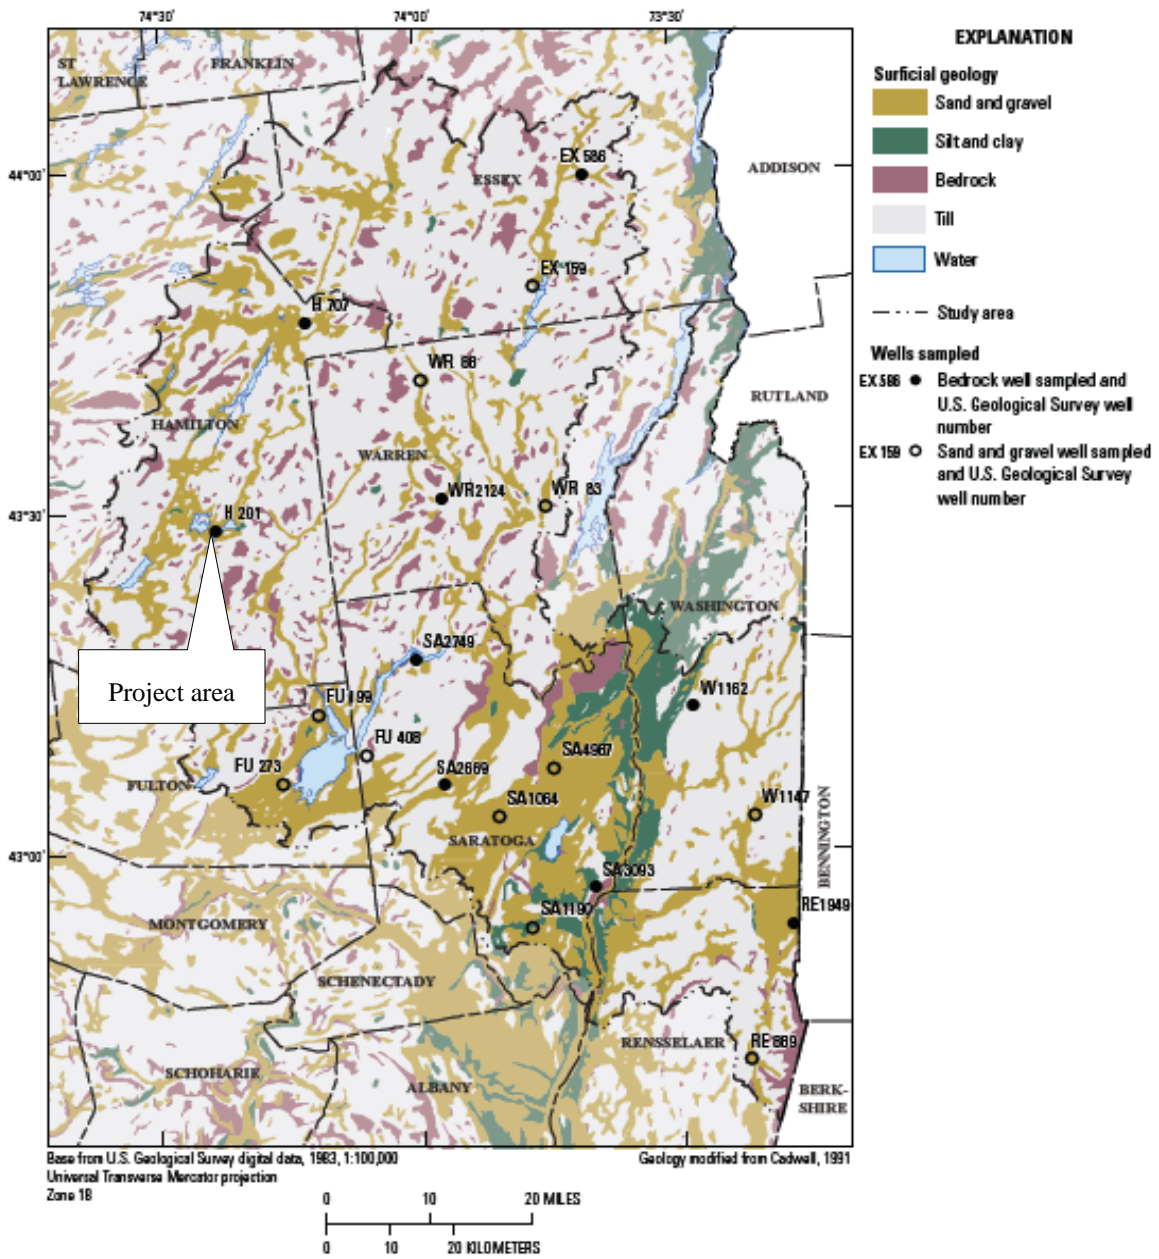 74°30'
74°00'
73°30'
EXPLANATION
Surficial geology
Sand and gravel
Silt and clay
Bedrock
Till
Water
Study area
Wells sampled
EX 586
Bedrock well sampled and
U.S. Geological Survey well
number
EX 159
Sand and gravel well sampled
and U.S. Geological Survey
well number
ST
LAWRENCE
FRANKLIN
44°00'
EX 586
ESSEX
ADDISON
EX 159
H 707
WR 86
RUTLAND
HAMILTON
WARREN
WR2124
WR 83
43°30'
H 201
WASHINGTON
SA2749
Project area
FU 199
W1162
FU 408
SA4967
FU 273
SA2669
FULTON
SA1064
W1147
SARATOGA
BENNINGTON
43°00'
SA3093
RE1949
SA1190
MONTGOMERY
SCHENECTADY
RENSSELAER
RE 889
SCHOHARIE
ALBANY
BERK-
SHIRE
Base from U.S. Geological Survey digital data, 1983, 1:100,000
Universal Transverse Mercator projection
Zone 18
Geology modified from Cadwell, 1991
0 10 20 MILES
0 10 20 KILOMETERS